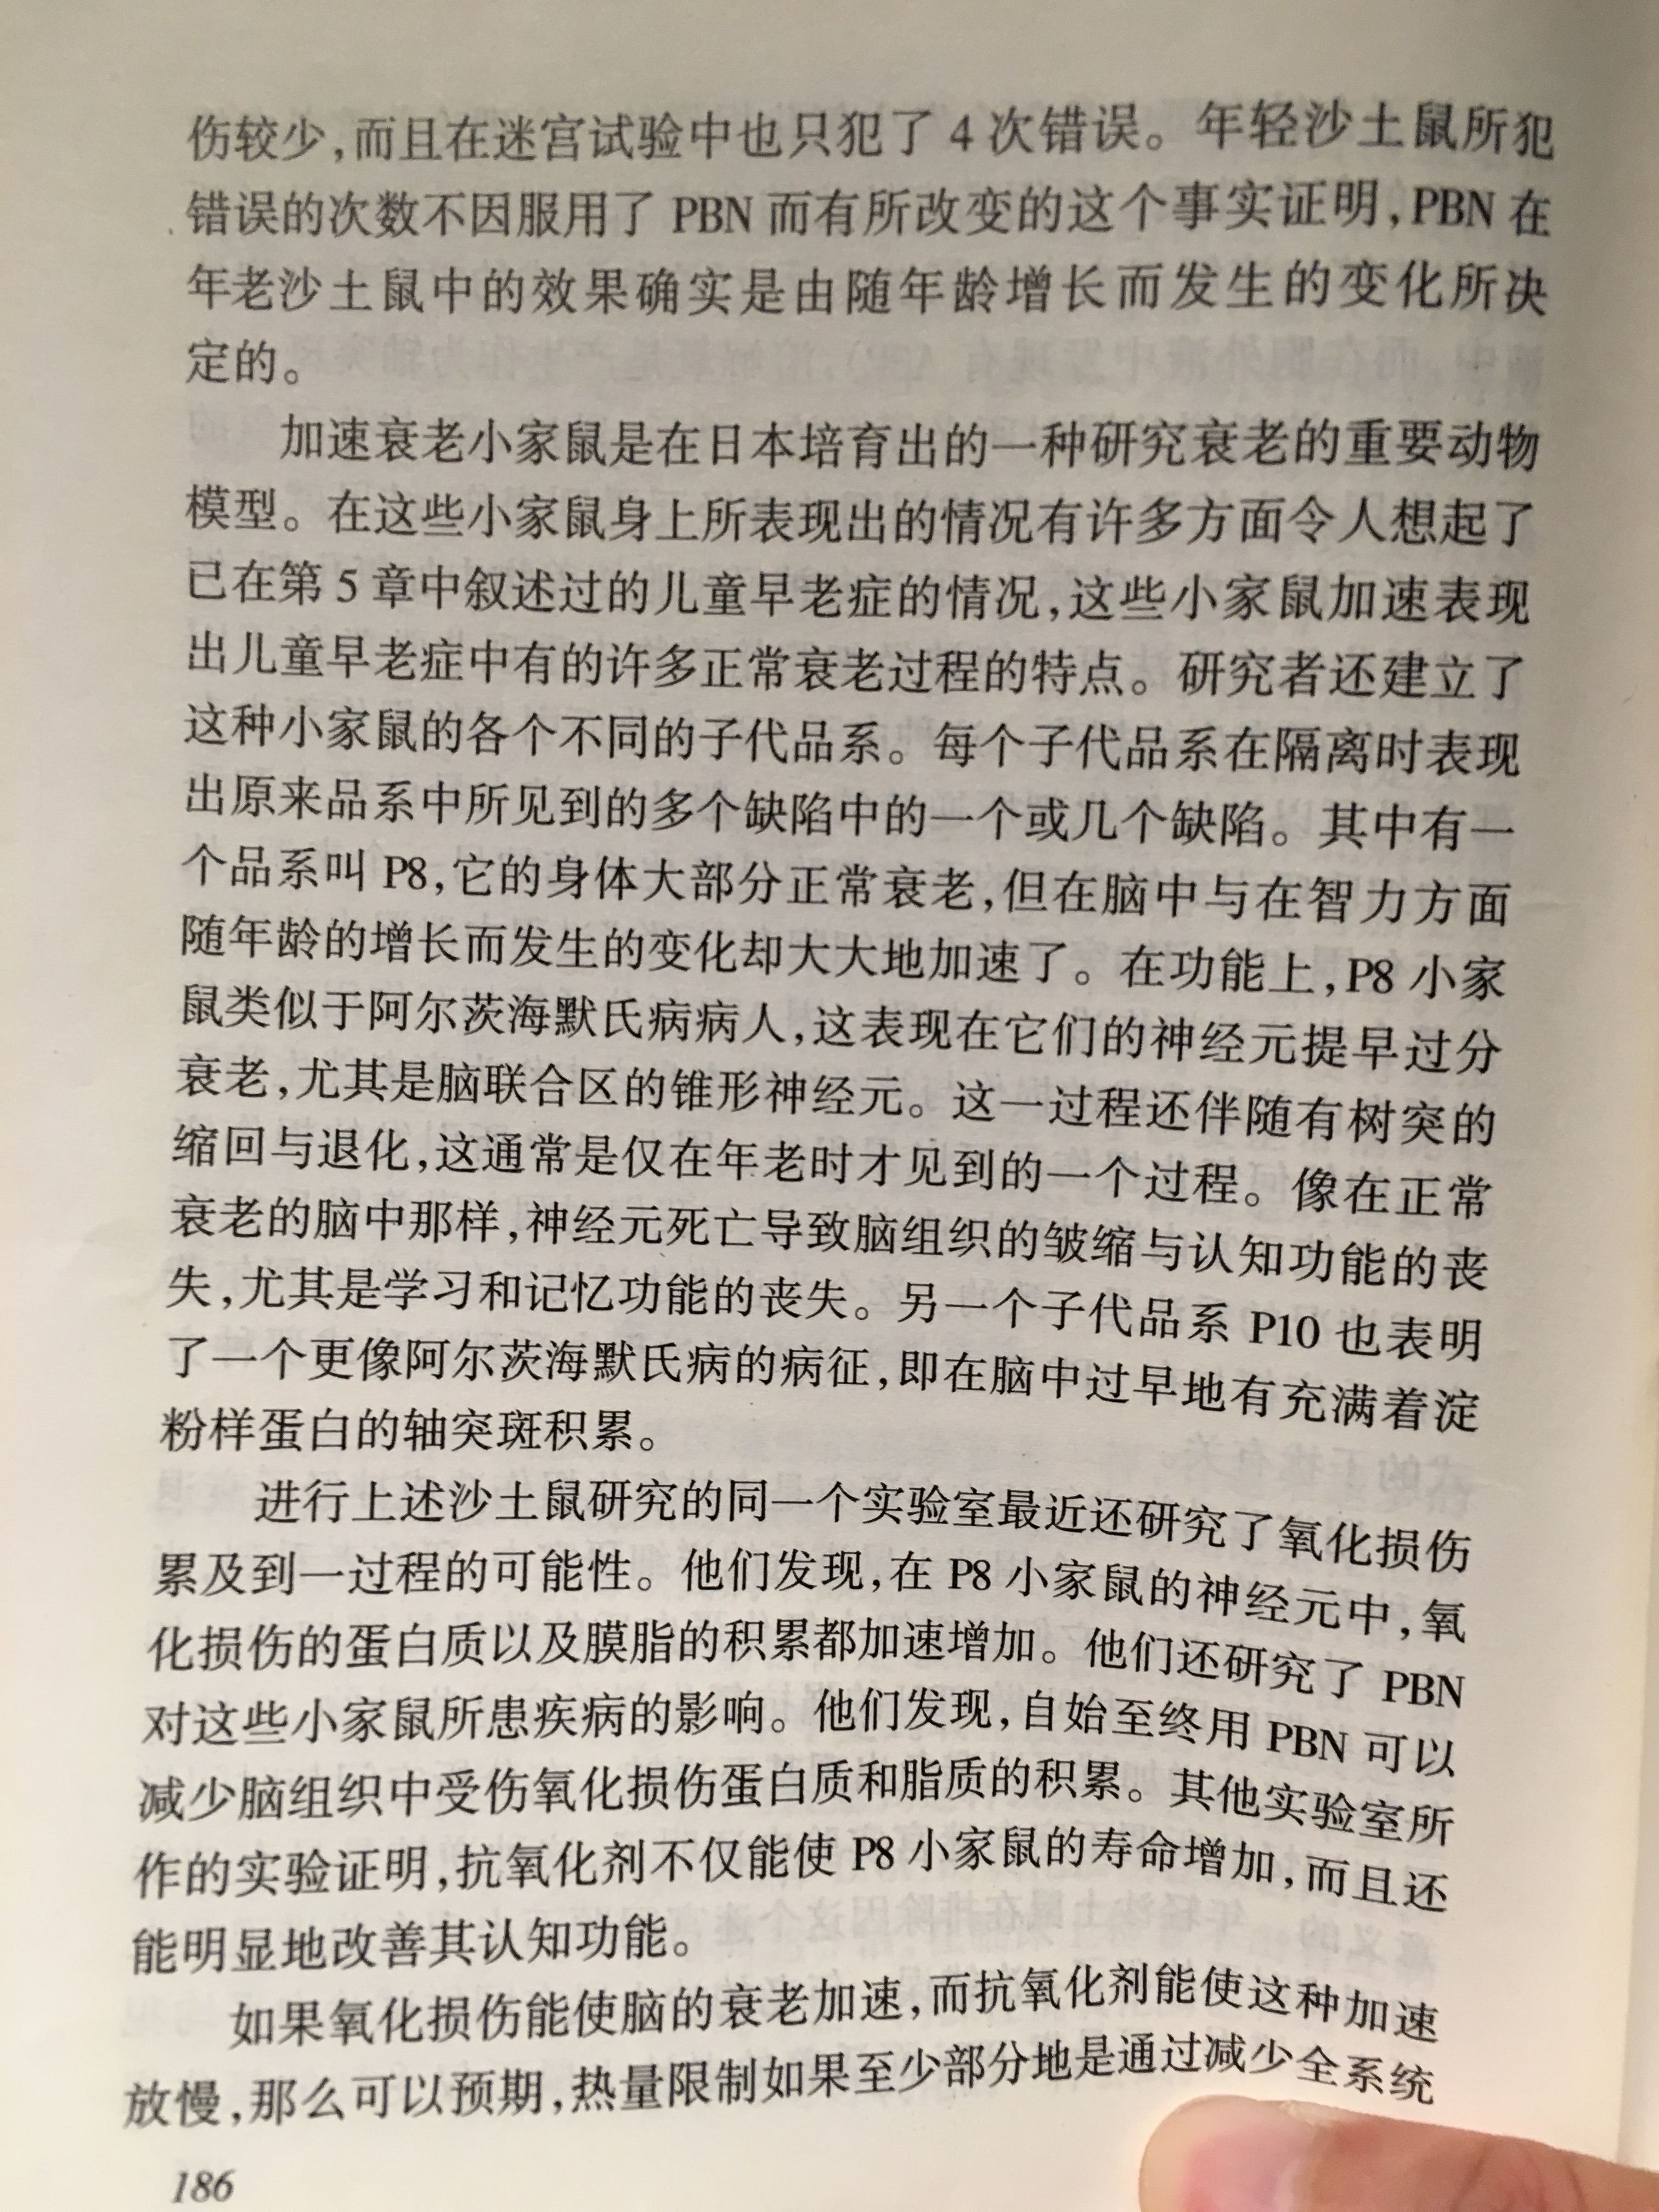 伤较少,而且在迷宫试验中也只犯了 4 次错误。年轻沙土鼠所犯
错误的次数不因服用了 PBN 而有所改变的这个事实证明,PBN 在
年老沙土鼠中的效果确实是由随年龄增长而发生的变化所决
定的。
加速衰老小家鼠是在日本培育出的一种研究衰老的重要动物
模型。在这些小家鼠身上所表现出的情况有许多方面令人想起了
已在第 5 章中叙述过的儿童早老症的情况,这些小家鼠加速表现
出儿童早老症中有的许多正常衰老过程的特点。研究者还建立了
这种小家鼠的各个不同的子代品系。每个子代品系在隔离时表现
出原来品系中所见到的多个缺陷中的一个或几个缺陷。其中有一
个品系叫 P8,它的身体大部分正常衰老,但在脑中与在智力方面
随年龄的增长而发生的变化却大大地加速了。在功能上,P8 小家
鼠类似于阿尔茨海默氏病病人,这表现在它们的神经元提早过分
衰老,尤其是脑联合区的锥形神经元。这一过程还伴随有树突的
缩回与退化,这通常是仅在年老时才见到的一个过程。像在正常
衰老的脑中那样,神经元死亡导致脑组织的皱缩与认知功能的丧
失,尤其是学习和记忆功能的丧失。另一个子代品系 P10 也表明
了一个更像阿尔茨海默氏病的病征,即在脑中过早地有充满着淀
粉样蛋白的轴突斑积累。
进行上述沙土鼠研究的同一个实验室最近还研究了氧化损伤
累及到一过程的可能性。他们发现,在 P8 小家鼠的神经元中,氧
化损伤的蛋白质以及膜脂的积累都加速增加。他们还研究了 PBN
对这些小家鼠所患疾病的影响。他们发现,自始至终用 PBN 可以
减少脑组织中受伤氧化损伤蛋白质和脂质的积累。其他实验室所
作的实验证明,抗氧化剂不仅能使 P8 小家鼠的寿命增加,而且还
能明显地改善其认知功能。
如果氧化损伤能使脑的衰老加速,而抗氧化剂能使这种加速
放慢,那么可以预期,热量限制如果至少部分地是通过减少全系统
186